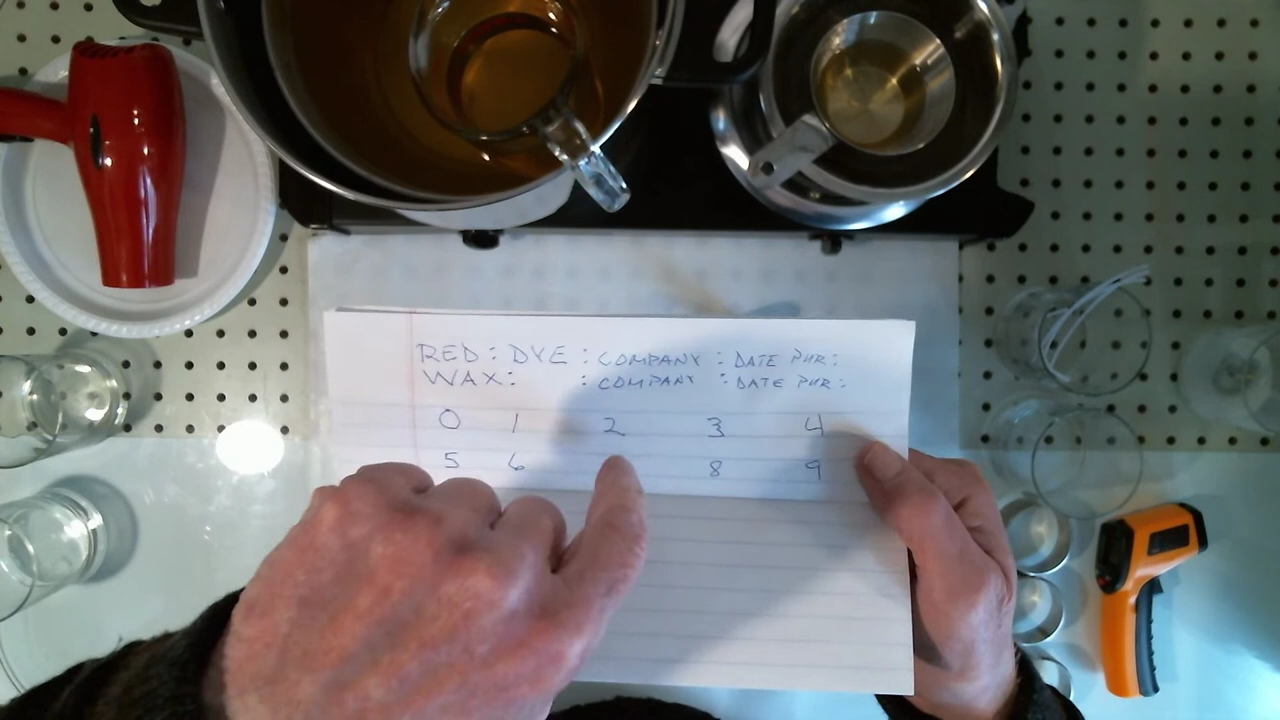 RED: DYE : COMPANY : DATE PUR:
WAX: : COMPANY : DATE PUR:
0 1 2 3 4
5 6 8 9